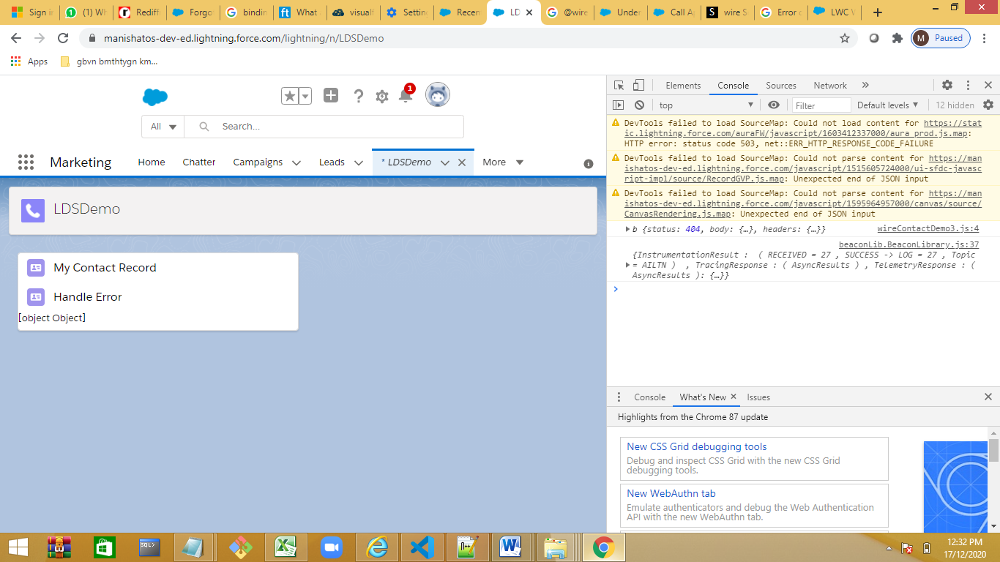 Sign in
(1) Wh
Rediff
Forgo
bindin
What
visualf
Settin
Recen
LD
@wire
Under
Call A
wire S
Error c
LWC W
manishatos-dev-ed.lightning.force.com/lightning/n/LDSDemo
M Paused
Apps
gbvn bmthtygn km...
1
All
Search...
Marketing
Home
Chatter
Campaigns
Leads
* LDSDemo
More
LDSDemo
My Contact Record
Handle Error
[object Object]
Elements
Console
Sources
Network
top
Filter
Default levels
12 hidden
DevTools failed to load SourceMap: Could not load content for https://stat
ic.lightning.force.com/auraFW/javascript/1603412337000/aura_prod.js.map:
HTTP error: status code 503, net::ERR_HTTP_RESPONSE_CODE_FAILURE
DevTools failed to load SourceMap: Could not parse content for https://man
ishatos-dev-ed.lightning.force.com/javascript/1515605724000/ui-sfdc-javasc
ript-impl/source/RecordGVP.js.map: Unexpected end of JSON input
DevTools failed to load SourceMap: Could not parse content for https://man
ishatos-dev-ed.lightning.force.com/javascript/1595964957000/canvas/source/
CanvasRendering.js.map: Unexpected end of JSON input
b {status: 404, body: {…}, headers: {…}}
wireContactDemo3.js:4
beaconLib.BeaconLibrary.js:37
{InstrumentationResult :  ( RECEIVED = 27 , SUCCESS -> LOG = 27 , Topic
= AILTN )  , TracingResponse : ( AsyncResults ) , TelemetryResponse : (
AsyncResults ): {…}}
Console
What's New
Issues
Highlights from the Chrome 87 update
New CSS Grid debugging tools
Debug and inspect CSS Grid with the new CSS Grid
debugging tools.
New WebAuthn tab
Emulate authenticators and debug the Web Authentication
API with the new WebAuthn tab.
SQL>
12:32 PM
17/12/2020